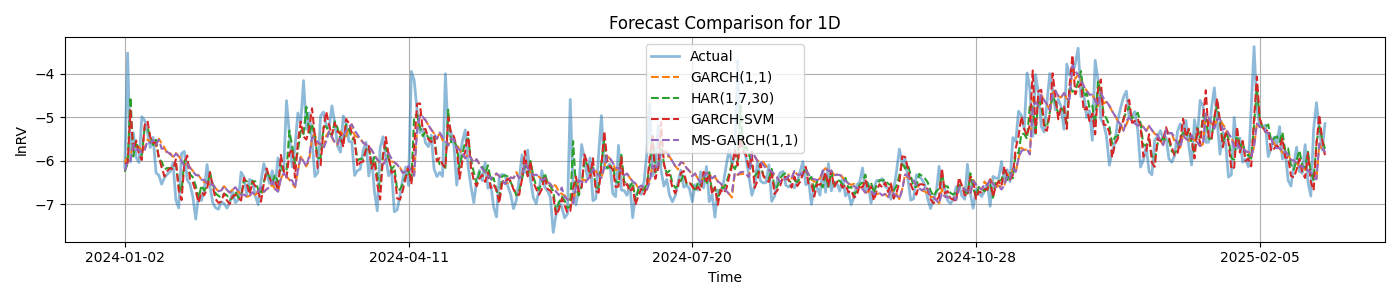 Forecast Comparison for 1D
lnRV
−4
−5
−6
−7
Actual
GARCH(1,1)
HAR(1,7,30)
GARCH-SVM
MS-GARCH(1,1)
2024-01-02
2024-04-11
2024-07-20
2024-10-28
2025-02-05
Time